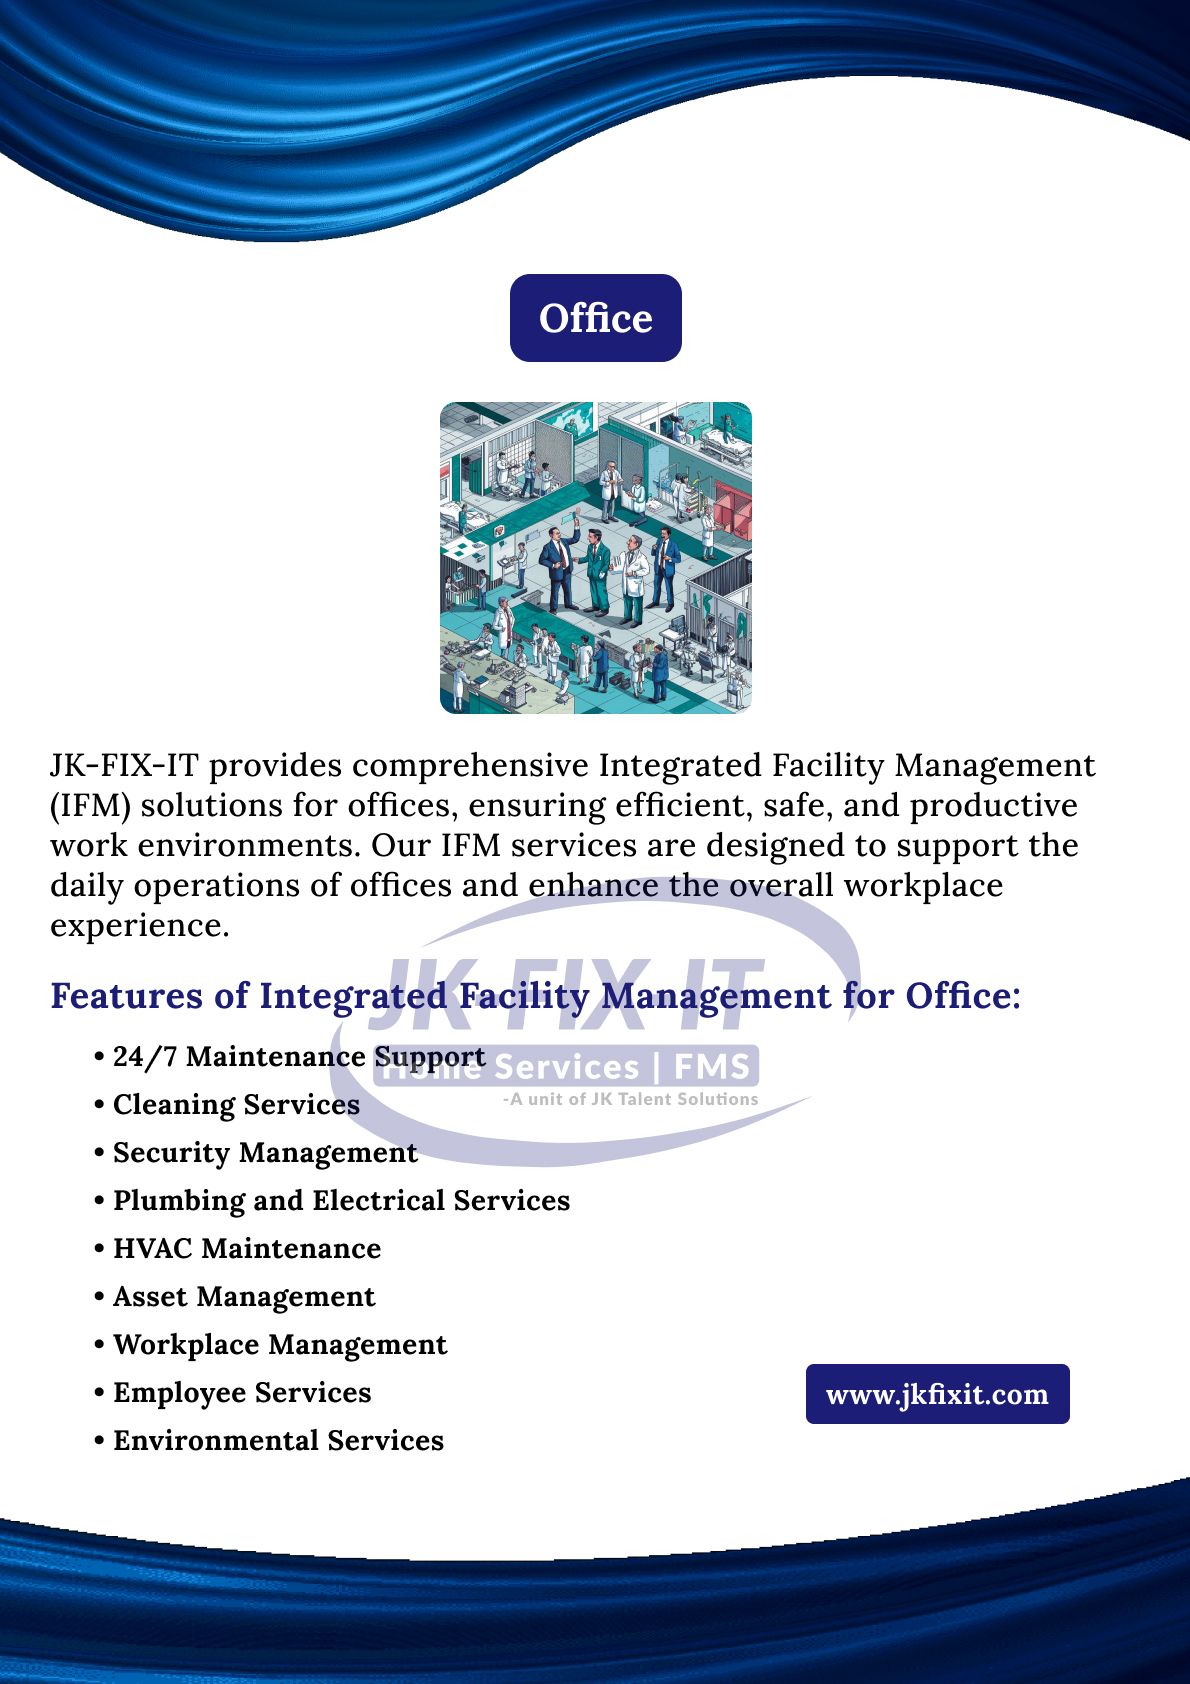 Office
JK-FIX-IT provides comprehensive Integrated Facility Management
(IFM) solutions for offices, ensuring efficient, safe, and productive
work environments. Our IFM services are designed to support the
daily operations of offices and enhance the overall workplace
experience.
JK FIX-IT
Features of Integrated Facility Management for Office:
• 24/7 Maintenance Support
Home Services | FMS
-A unit of JK Talent Solutions
• Cleaning Services
• Security Management
• Plumbing and Electrical Services
• HVAC Maintenance
• Asset Management
• Workplace Management
• Employee Services
www.jkfixit.com
• Environmental Services